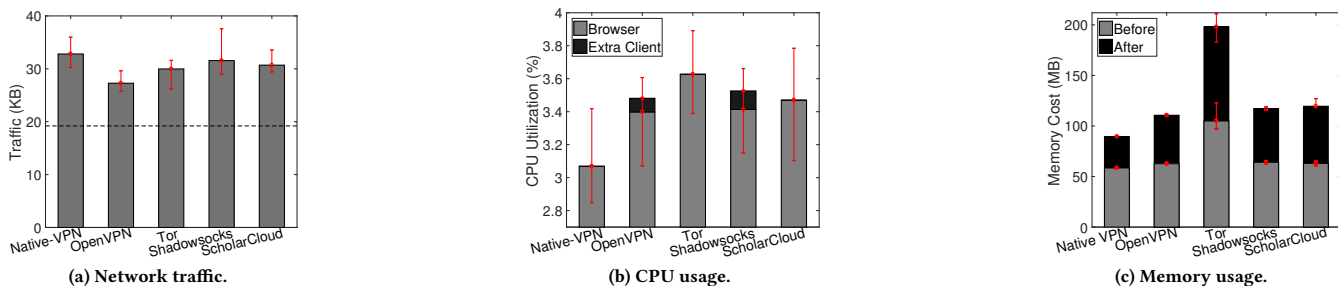 40
30
20
10
0
Traffic (KB)
Native-VPN
OpenVPN
Tor
Shadowsocks
ScholarCloud
(a) Network traffic.
4
3.6
3.4
3.2
3
2.8
CPU Utilization (%)
Browser
Extra Client
Native-VPN
OpenVPN
Tor
Shadowsocks
ScholarCloud
(b) CPU usage.
200
150
100
50
0
Memory Cost (MB)
Before
After
Native VPN
OpenVPN
Tor
Shadowsocks
ScholarCloud
(c) Memory usage.